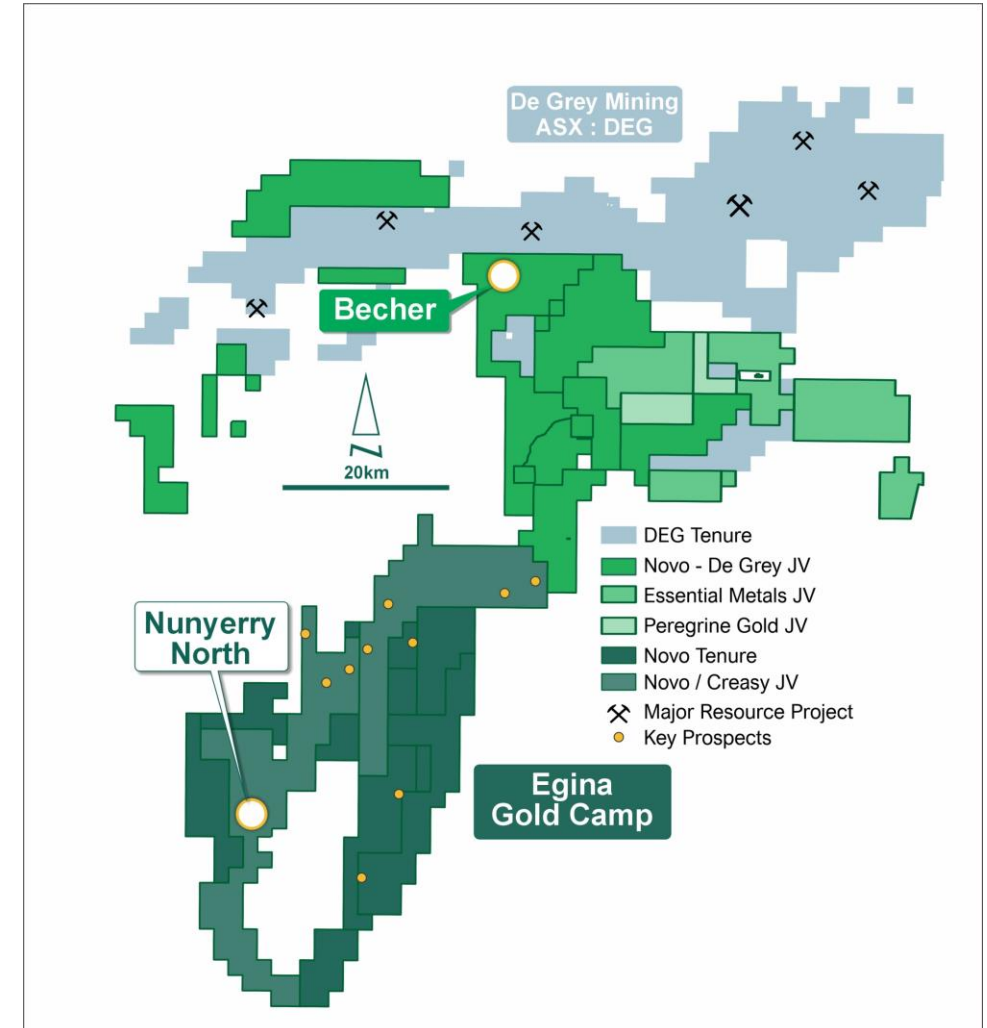 De Grey Mining
ASX : DEG
Becher
N
20km
DEG Tenure
Novo - De Grey JV
Essential Metals JV
Peregrine Gold JV
Novo Tenure
Novo / Creasy JV
Major Resource Project
Key Prospects
Nunyerry
North
Egina
Gold Camp